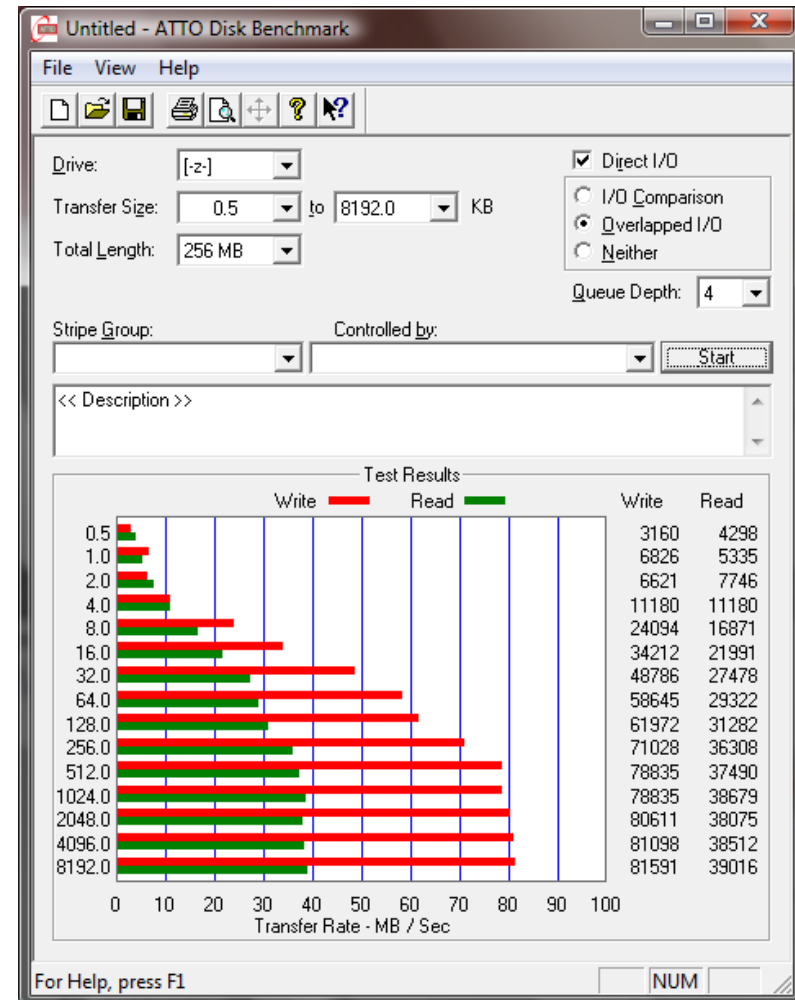 Untitled - ATTO Disk Benchmark
File View Help
Drive: [-z-] Direct I/O
Transfer Size: 0.5 to 8192.0 KB I/O Comparison
Overlapped I/O
Total Length: 256 MB Neither
Queue Depth: 4
Stripe Group: Controlled by:
Start
<< Description >>
Test Results
Write Read Write Read
0.5 3160 4298
1.0 6826 5335
2.0 6621 7746
4.0 11180 11180
8.0 24094 16871
16.0 34212 21991
32.0 48786 27478
64.0 58645 29322
128.0 61972 31282
256.0 71028 36308
512.0 78835 37490
1024.0 78835 38679
2048.0 80611 38075
4096.0 81098 38512
8192.0 81591 39016
0 10 20 30 40 50 60 70 80 90 100
Transfer Rate - MB / Sec
For Help, press F1 NUM